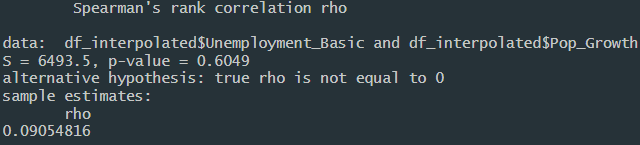 Spearman's rank correlation rho
data:  df_interpolated$Unemployment_Basic and df_interpolated$Pop_Growth
S = 6493.5, p-value = 0.6049
alternative hypothesis: true rho is not equal to 0
sample estimates:
rho
0.09054816